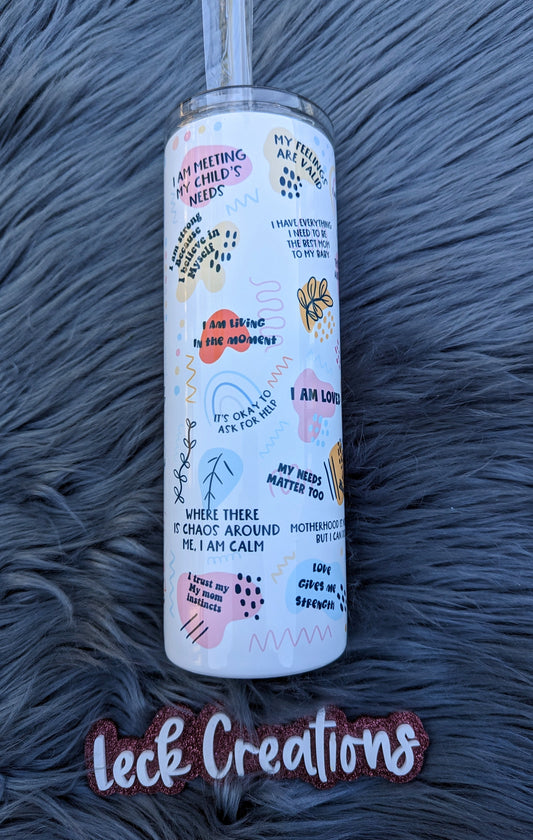 I AM MEETING
MY CHILD'S
NEEDS
MY FEELINGS
ARE VALID
I am strong
Because
I believe in
Myself
I HAVE EVERYTHING
I NEED TO BE
THE BEST MOM
TO MY BABY
I AM LIVING
IN THE MOMENT
IT'S OKAY TO
ASK FOR HELP
I AM LOVED
MY NEEDS
MATTER TOO
WHERE THERE
IS CHAOS AROUND
ME, I AM CALM
MOTHERHOOD
BUT I CAN
I trust my
My mom
instincts
LOVE
GIVES ME
STRENGTH
Leck Creations